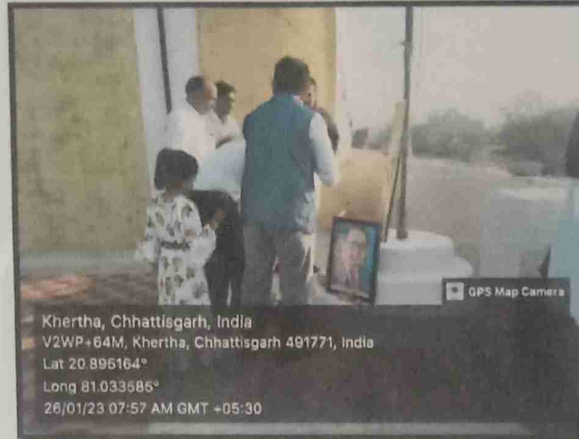 GPS Map Camera
Khertha, Chhattisgarh, India
V2WP+64M, Khertha, Chhattisgarh 491771, India
Lat 20.895164°
Long 81.033585°
26/01/23 07:57 AM GMT +05:30